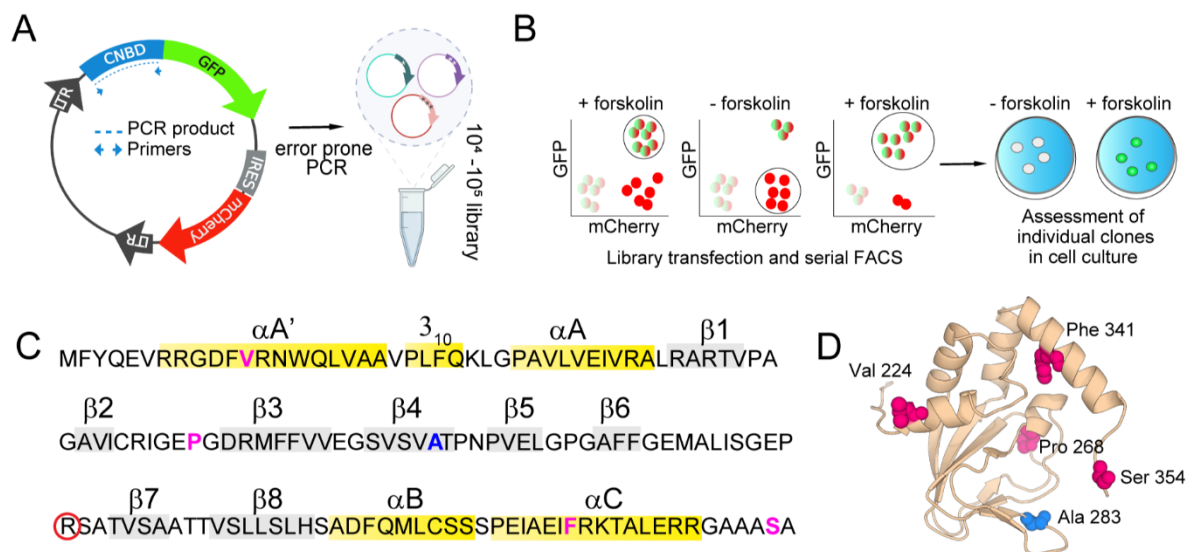 A
CNBD
GFP
LTR
PCR product
Primers
IRES
mCherry
LTR
error prone
PCR
10⁴ -10⁵ library
B
+ forskolin
- forskolin
+ forskolin
- forskolin
+ forskolin
GFP
GFP
GFP
mCherry
mCherry
mCherry
Library transfection and serial FACS
Assessment of
individual clones
in cell culture
C
αA’ 3₁₀ αA β1
MFYQEVRRGDFVRNWQLVAAVPLFQKLGPAVLVEIVRALRARTVPA
β2 β3 β4 β5 β6
GAVICRIGEPGDRMFFVVEGSVSVATPNPVELGPGAFFGEMALISGEP
β7 β8 αB αC
RSATVSAATTVSLLSLHSADFQMLCSSSPEIAEIFRKTALERRGAAASA
D
Phe 341
Val 224
Pro 268
Ser 354
Ala 283